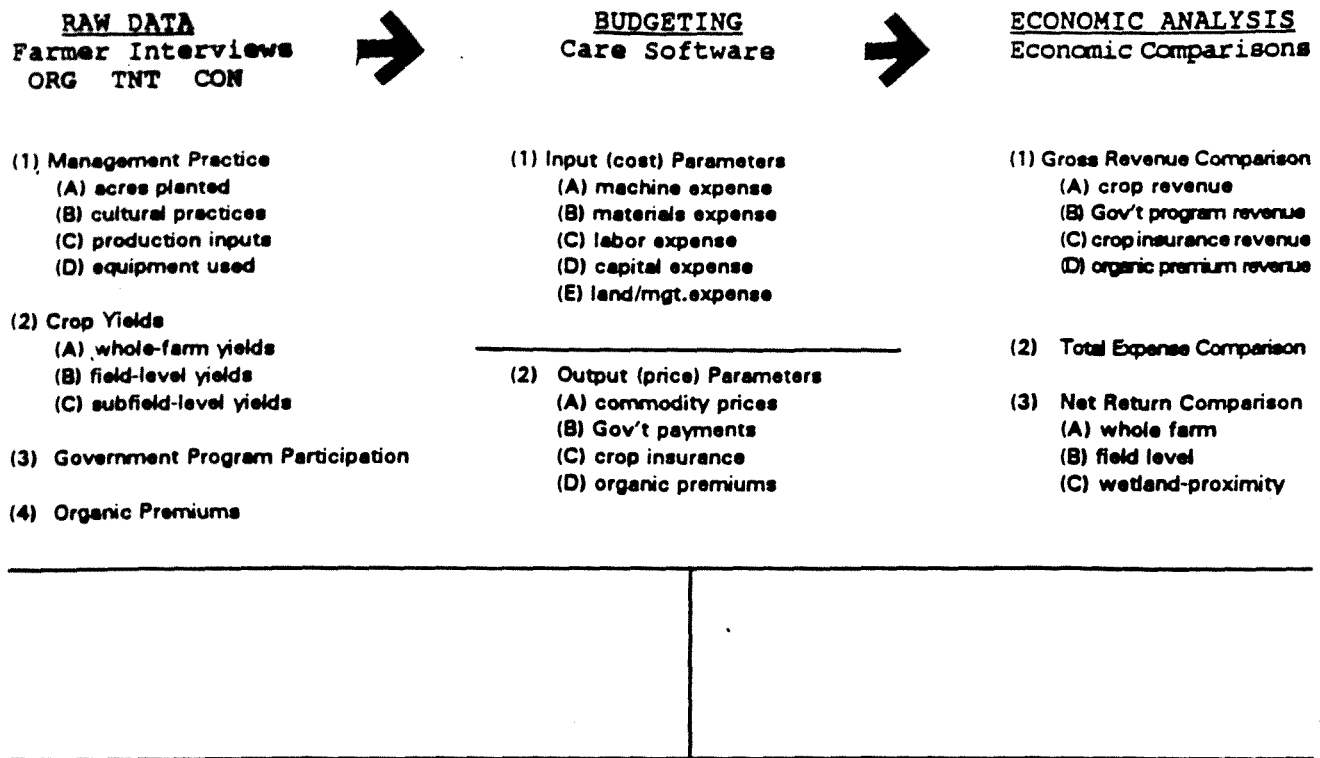 RAW DATA
Farmer Interviews
ORG TNT CON
(1) Management Practice
(A) acres planted
(B) cultural practices
(C) production inputs
(D) equipment used
(2) Crop Yields
(A) whole-farm yields
(B) field-level yields
(C) subfield-level yields
(3) Government Program Participation
(4) Organic Premiums
BUDGETING
Care Software
(1) Input (cost) Parameters
(A) machine expense
(B) materials expense
(C) labor expense
(D) capital expense
(E) land/mgt.expense
(2) Output (price) Parameters
(A) commodity prices
(B) Gov't payments
(C) crop insurance
(D) organic premiums
ECONOMIC ANALYSIS
Economic Comparisons
(1) Gross Revenue Comparison
(A) crop revenue
(B) Gov't program revenue
(C) crop insurance revenue
(D) organic premium revenue
(2) Total Expense Comparison
(3) Net Return Comparison
(A) whole farm
(B) field level
(C) wetland-proximity